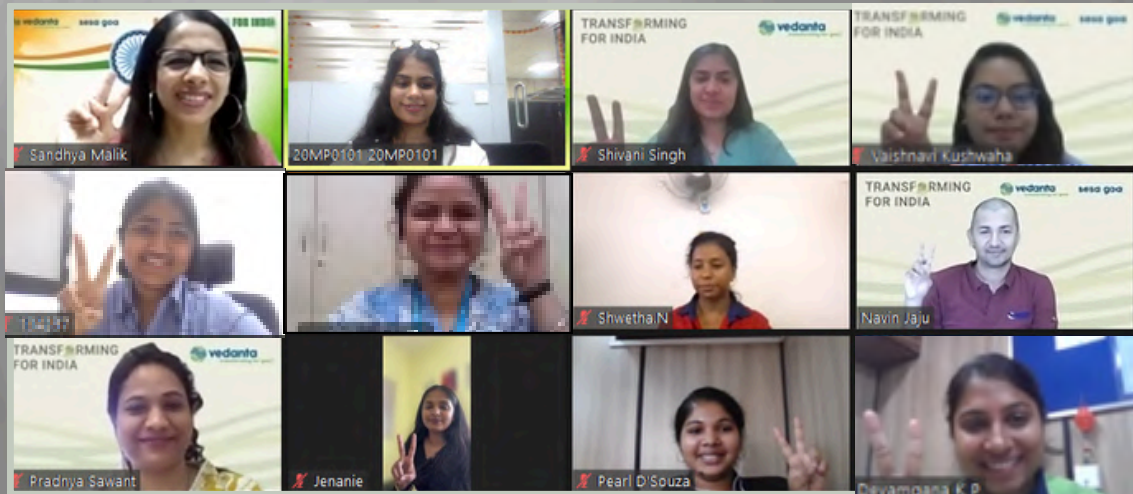 vedanta sesa goa FOR INDIA
Sandhya Malik
20MP0101 20MP0101
TRANSFORMING
FOR INDIA
vedanta
Shivani Singh
TRANSFORMING
FOR INDIA
vedanta sesa goa
Vaishnavi Kushwaha
Shwetha.N
TRANSFORMING
FOR INDIA
vedanta sesa goa
Navin Jaju
TRANSFORMING
FOR INDIA
vedanta
Pradnya Sawant
Jenanie
Pearl D'Souza
Devamgana K P